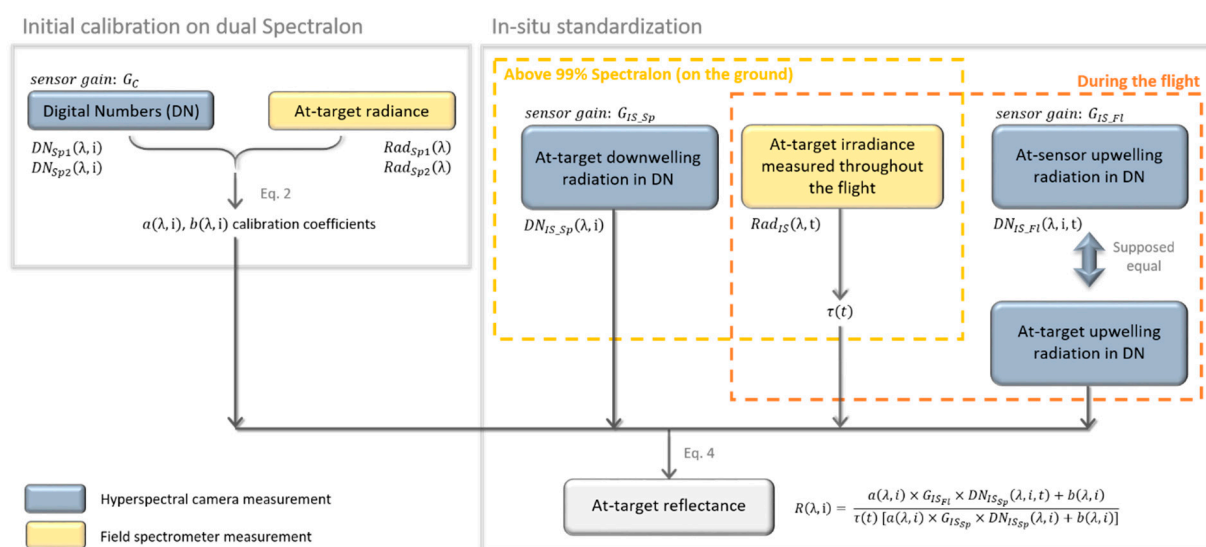 Initial calibration on dual Spectralon
sensor gain: G_C
Digital Numbers (DN)
At-target radiance
DN_Sp1(λ, i)
DN_Sp2(λ, i)
Rad_Sp1(λ)
Rad_Sp2(λ)
Eq. 2
a(λ, i), b(λ, i) calibration coefficients
In-situ standardization
Above 99% Spectralon (on the ground)
During the flight
sensor gain: G_IS_Sp
At-target downwelling
radiation in DN
DN_IS_Sp(λ, i)
At-target irradiance
measured throughout
the flight
Rad_IS(λ, t)
τ(t)
sensor gain: G_IS_Fl
At-sensor upwelling
radiation in DN
DN_IS_Fl(λ, i, t)
Supposed
equal
At-target upwelling
radiation in DN
Eq. 4
At-target reflectance
R(λ, i) = a(λ, i) × G_IS_Fl × DN_IS_Sp(λ, i, t) + b(λ, i)
τ(t) [a(λ, i) × G_IS_Sp × DN_IS_Sp(λ, i) + b(λ, i)]
Hyperspectral camera measurement
Field spectrometer measurement